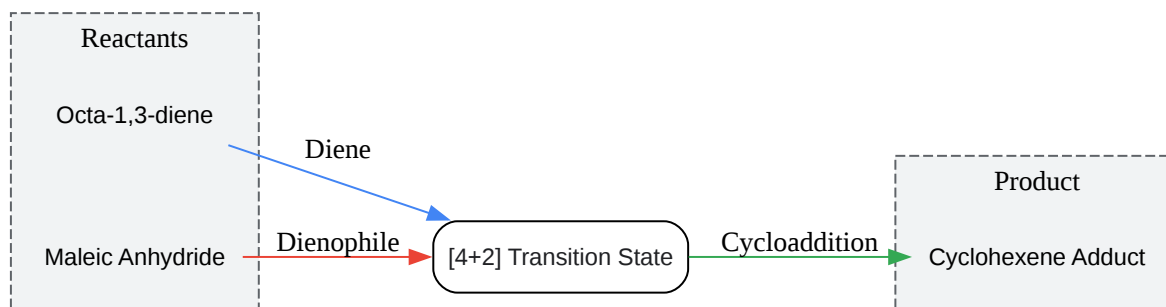 Reactants
Octa-1,3-diene
Diene
Product
Maleic Anhydride
Dienophile
[4+2] Transition State
Cycloaddition
Cyclohexene Adduct